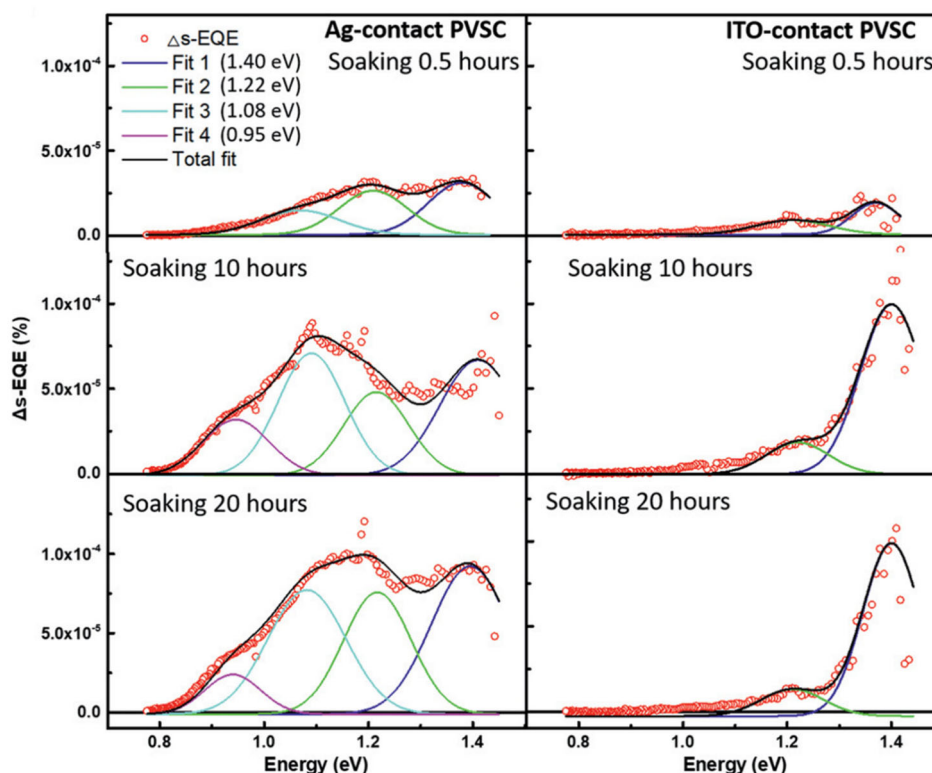 Ag-contact PVSC
Soaking 0.5 hours
ITO-contact PVSC
Soaking 0.5 hours
Δs-EQE
Fit 1 (1.40 eV)
Fit 2 (1.22 eV)
Fit 3 (1.08 eV)
Fit 4 (0.95 eV)
Total fit
1.0x10⁻⁴
5.0x10⁻⁵
0.0
Soaking 10 hours
Soaking 10 hours
1.0x10⁻⁴
5.0x10⁻⁵
0.0
Δs-EQE (%)
Soaking 20 hours
Soaking 20 hours
1.0x10⁻⁴
5.0x10⁻⁵
0.0
0.8 1.0 1.2 1.4 0.8 1.0 1.2 1.4
Energy (eV) Energy (eV)